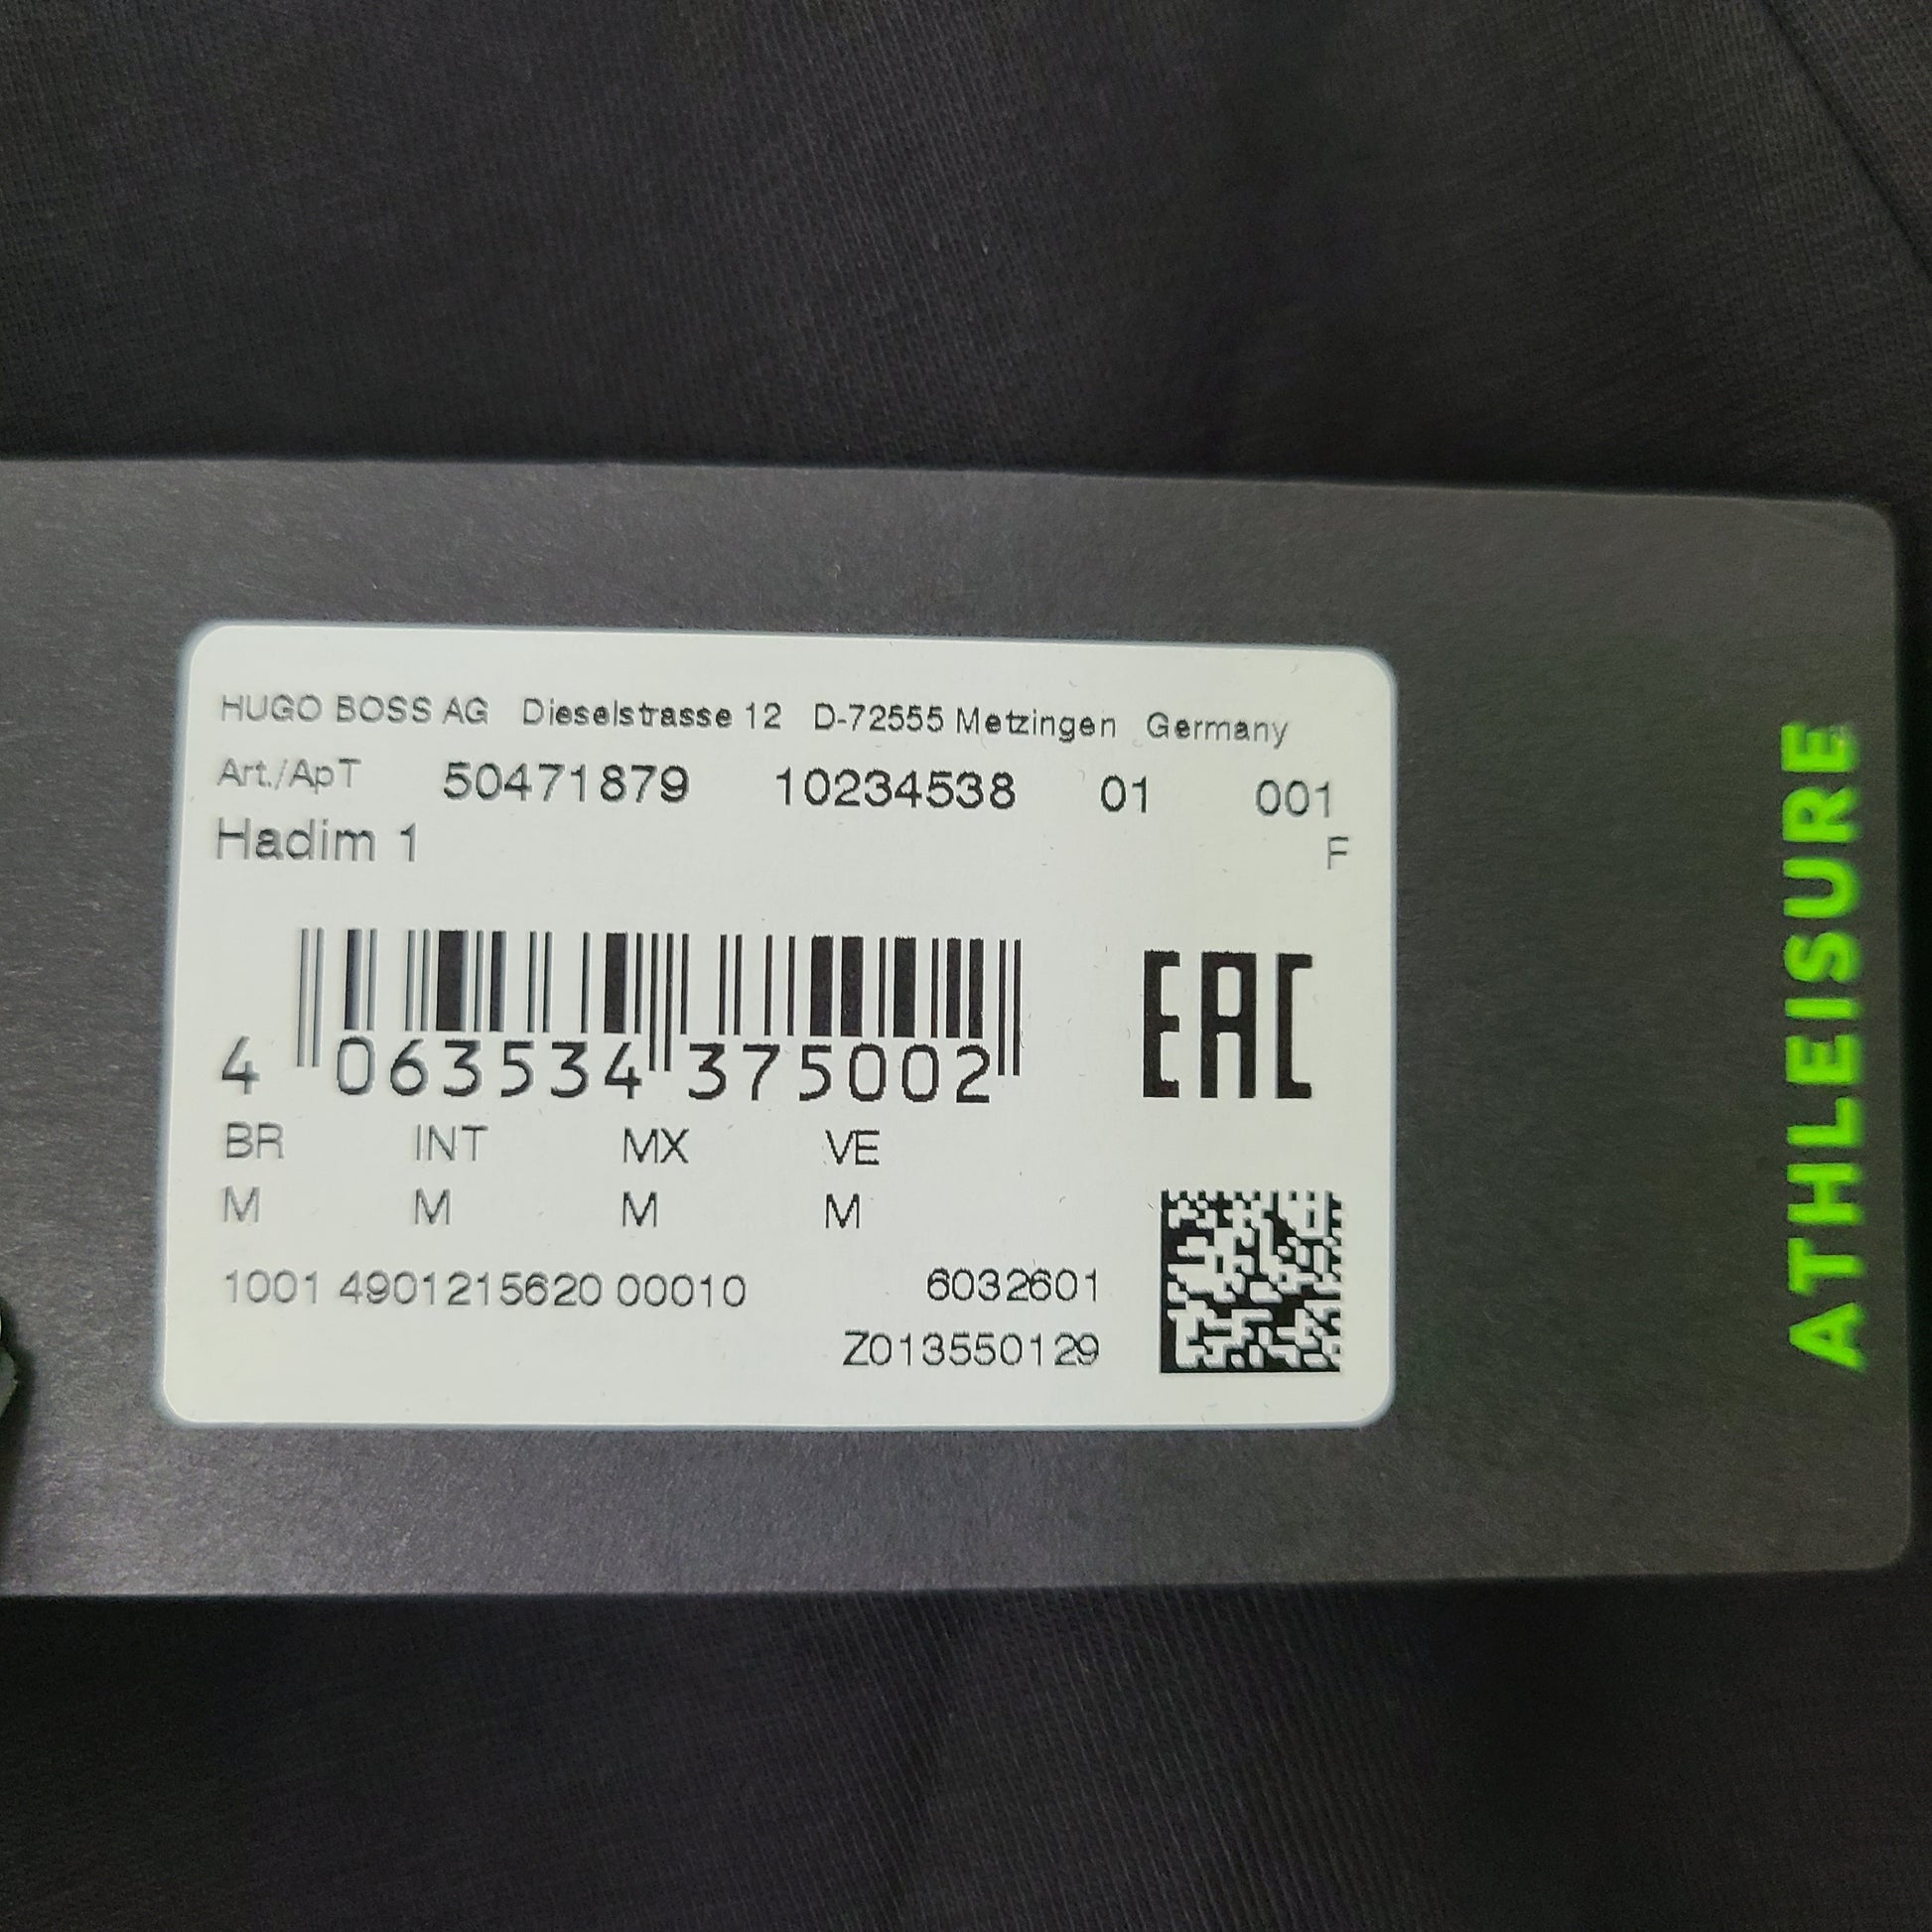 HUGO BOSS AG Dieselstrasse 12 D-72555 Metzingen Germany
Art./ApT 50471879 10234538 01 001
Hadim 1 F
4 063534 375002
EAC
BR INT MX VE
M M M M
1001 4901215620 00010 6032601
Z013550129
ATHLEISURE